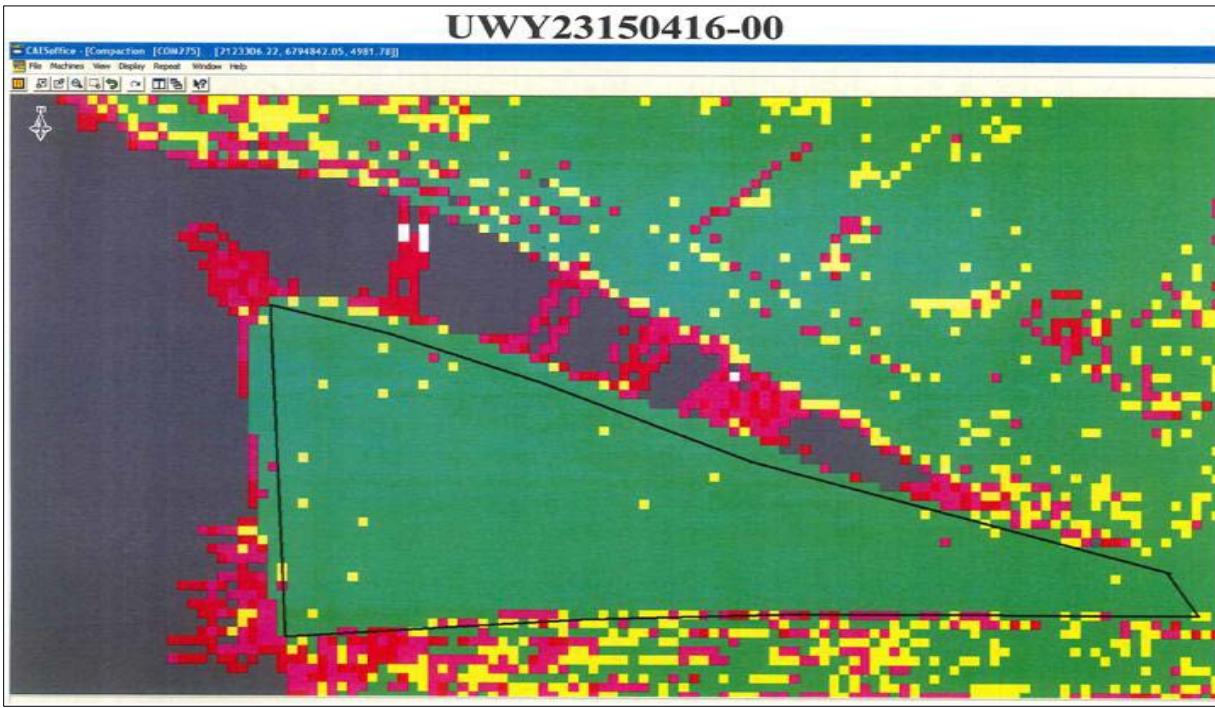 UWY23150416-00
CAESoffice - [Compaction [COM275] [2123306.22, 6794842.05, 4981.78]]
File Machines View Display Repeat Window Help
N